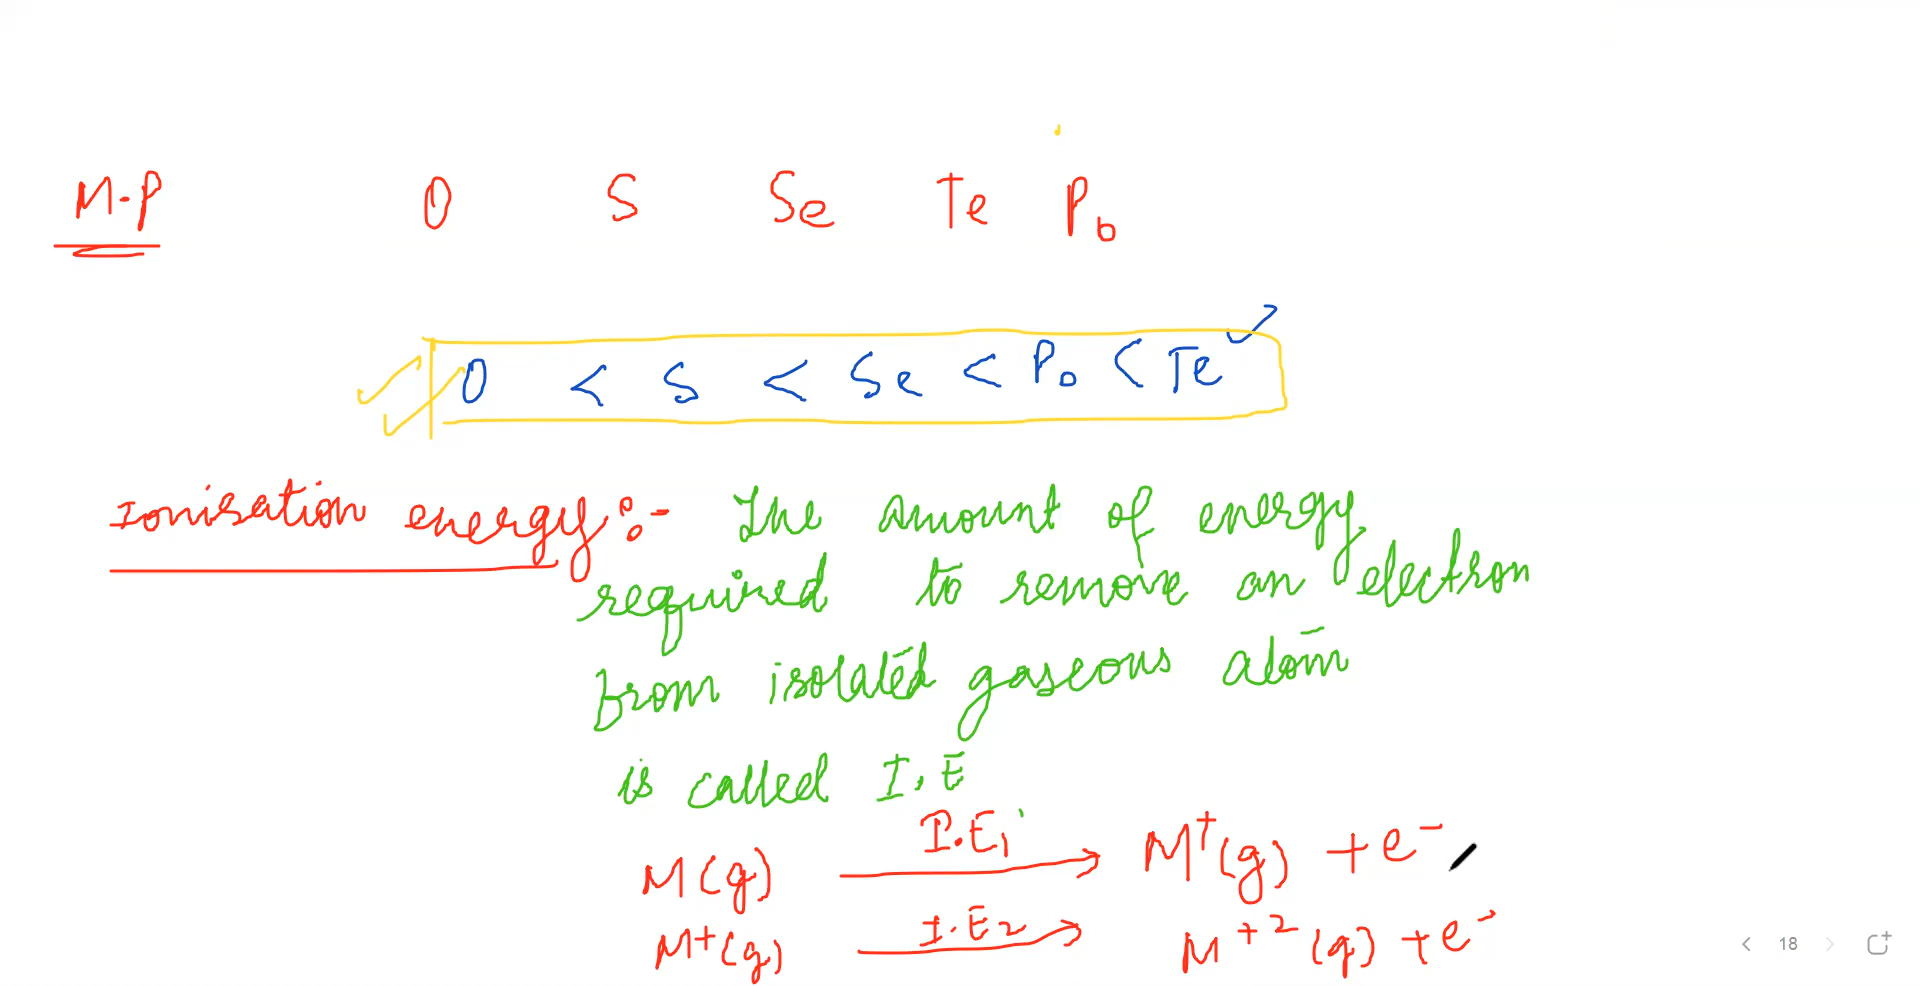 M.P O S Se Te Po
O < S < Se < Po < Te
Ionisation energy :- The amount of energy
required to remove an electron
from isolated gaseous atom
is called I.E
M(g) I.E₁ → M⁺(g) + e⁻
M⁺(g) I.E₂ → M⁺²(g) + e⁻
18